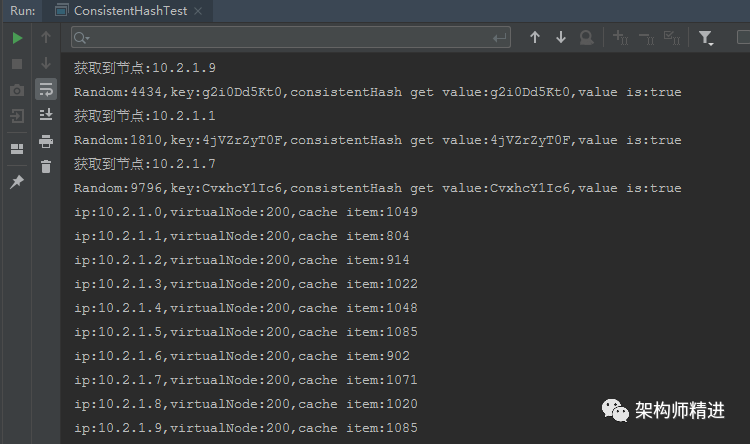 Run: ConsistentHashTest
获取到节点:10.2.1.9
Random:4434,key:g2i0Dd5Kt0,consistentHash get value:g2i0Dd5Kt0,value is:true
获取到节点:10.2.1.1
Random:1810,key:4jVZrZyT0F,consistentHash get value:4jVZrZyT0F,value is:true
获取到节点:10.2.1.7
Random:9796,key:CvxhcY1Ic6,consistentHash get value:CvxhcY1Ic6,value is:true
ip:10.2.1.0,virtualNode:200,cache item:1049
ip:10.2.1.1,virtualNode:200,cache item:804
ip:10.2.1.2,virtualNode:200,cache item:914
ip:10.2.1.3,virtualNode:200,cache item:1022
ip:10.2.1.4,virtualNode:200,cache item:1048
ip:10.2.1.5,virtualNode:200,cache item:1085
ip:10.2.1.6,virtualNode:200,cache item:902
ip:10.2.1.7,virtualNode:200,cache item:1071
ip:10.2.1.8,virtualNode:200,cache item:1020
ip:10.2.1.9,virtualNode:200,cache item:1085
架构师精进